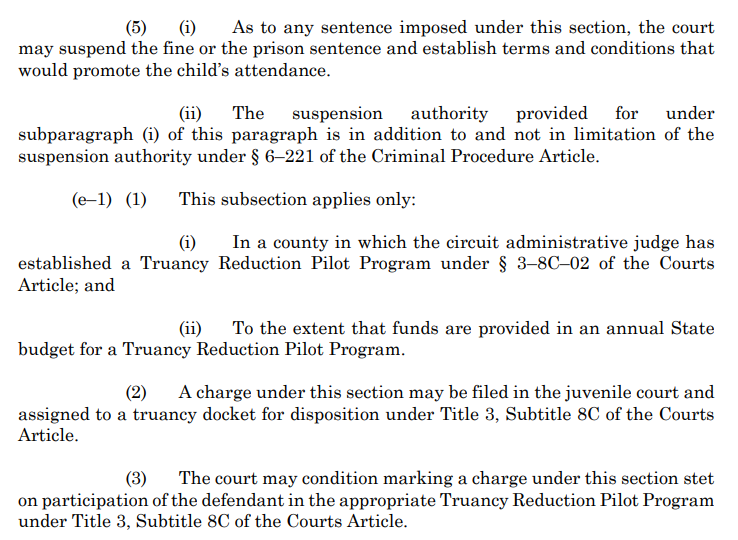 (5) (i) As to any sentence imposed under this section, the court
may suspend the fine or the prison sentence and establish terms and conditions that
would promote the child’s attendance.
(ii) The suspension authority provided for under
subparagraph (i) of this paragraph is in addition to and not in limitation of the
suspension authority under § 6–221 of the Criminal Procedure Article.
(e–1) (1) This subsection applies only:
(i) In a county in which the circuit administrative judge has
established a Truancy Reduction Pilot Program under § 3–8C–02 of the Courts
Article; and
(ii) To the extent that funds are provided in an annual State
budget for a Truancy Reduction Pilot Program.
(2) A charge under this section may be filed in the juvenile court and
assigned to a truancy docket for disposition under Title 3, Subtitle 8C of the Courts
Article.
(3) The court may condition marking a charge under this section stet
on participation of the defendant in the appropriate Truancy Reduction Pilot Program
under Title 3, Subtitle 8C of the Courts Article.